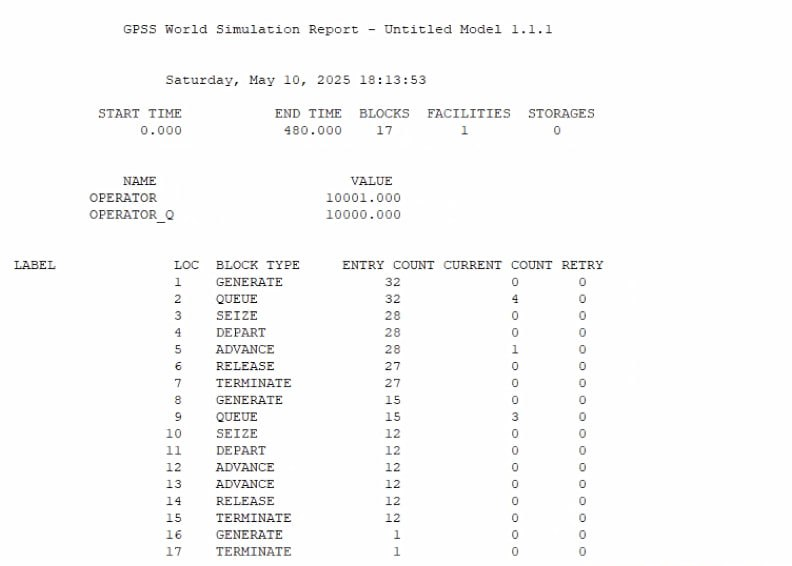 GPSS World Simulation Report - Untitled Model 1.1.1
Saturday, May 10, 2025 18:13:53
START TIME END TIME BLOCKS FACILITIES STORAGES
0.000 480.000 17 1 0
NAME VALUE
OPERATOR 10001.000
OPERATOR_Q 10000.000
LABEL LOC BLOCK TYPE ENTRY COUNT CURRENT COUNT RETRY
1 GENERATE 32 0 0
2 QUEUE 32 4 0
3 SEIZE 28 0 0
4 DEPART 28 0 0
5 ADVANCE 28 1 0
6 RELEASE 27 0 0
7 TERMINATE 27 0 0
8 GENERATE 15 0 0
9 QUEUE 15 3 0
10 SEIZE 12 0 0
11 DEPART 12 0 0
12 ADVANCE 12 0 0
13 ADVANCE 12 0 0
14 RELEASE 12 0 0
15 TERMINATE 12 0 0
16 GENERATE 1 0 0
17 TERMINATE 1 0 0